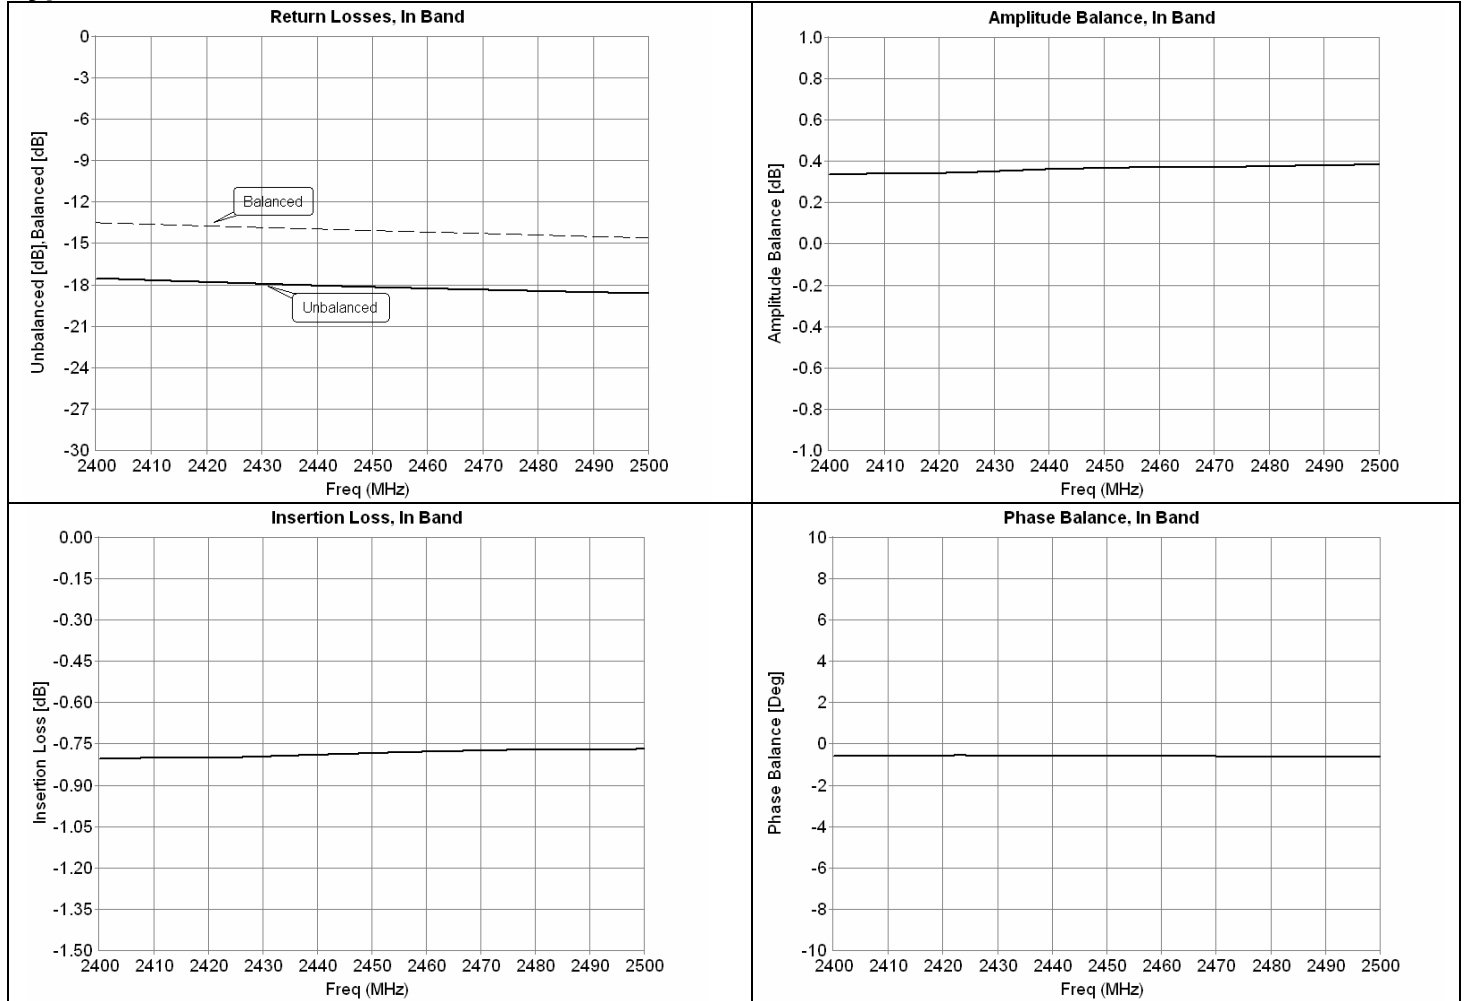 Return Losses, In Band
0
-3
-6
-9
-12
-15
-18
-21
-24
-27
-30
Unbalanced [dB],Balanced [dB]
Balanced
Unbalanced
2400 2410 2420 2430 2440 2450 2460 2470 2480 2490 2500
Freq (MHz)
Amplitude Balance, In Band
1.0
0.8
0.6
0.4
0.2
0.0
-0.2
-0.4
-0.6
-0.8
-1.0
Amplitude Balance [dB]
2400 2410 2420 2430 2440 2450 2460 2470 2480 2490 2500
Freq (MHz)
Insertion Loss, In Band
0.00
-0.15
-0.30
-0.45
-0.60
-0.75
-0.90
-1.05
-1.20
-1.35
-1.50
Insertion Loss [dB]
2400 2410 2420 2430 2440 2450 2460 2470 2480 2490 2500
Freq (MHz)
Phase Balance, In Band
10
8
6
4
2
0
-2
-4
-6
-8
-10
Phase Balance [Deg]
2400 2410 2420 2430 2440 2450 2460 2470 2480 2490 2500
Freq (MHz)